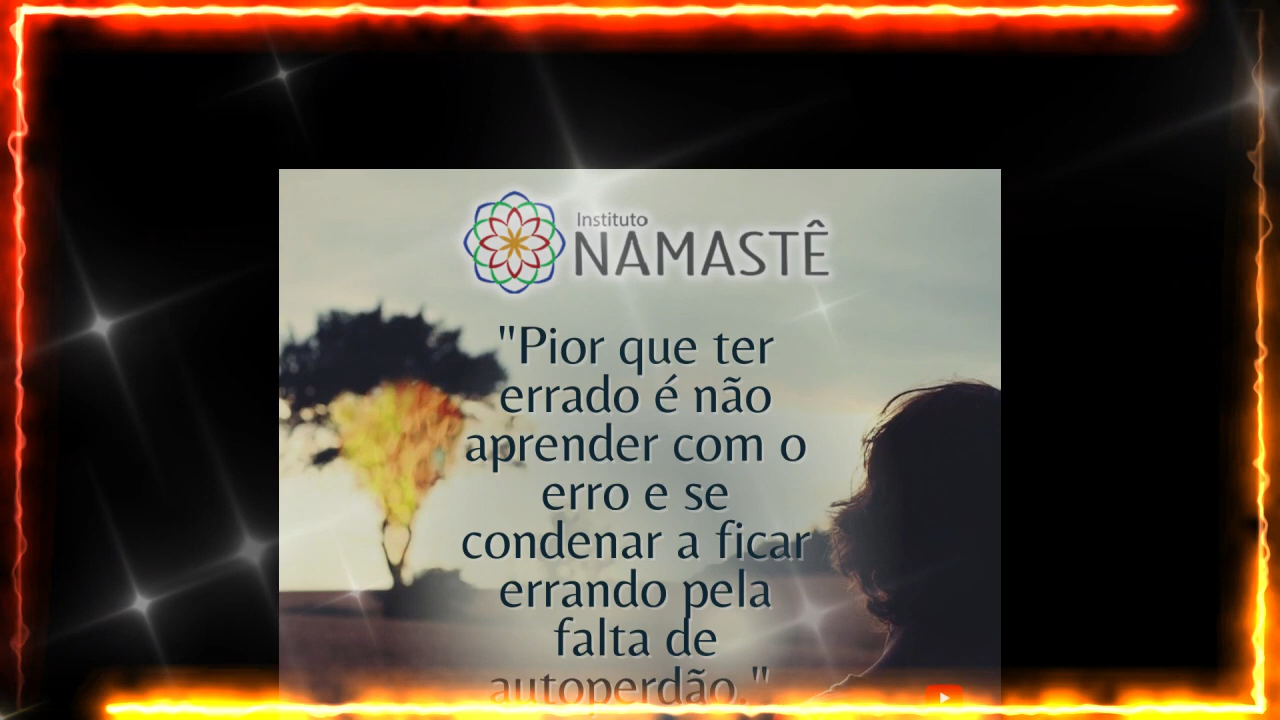 Instituto
NAMASTÊ
"Pior que ter
errado é não
aprender com o
erro e se
condenar a ficar
errando pela
falta de
autoperdão."